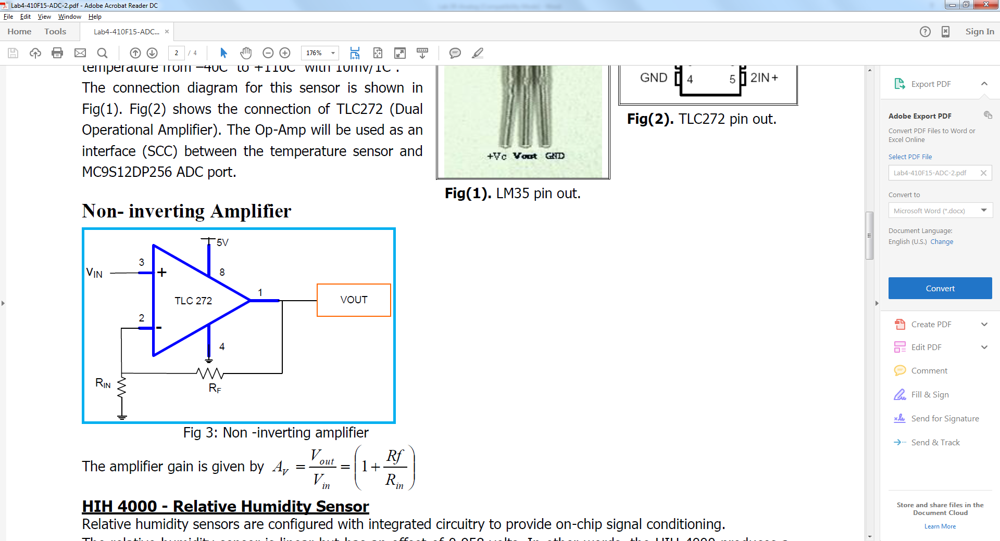 Lab4-410F15-ADC-2.pdf - Adobe Acrobat Reader DC
File Edit View Window Help
Home Tools Lab4-410F15-ADC... × Sign In
2 / 4 176%
temperature from –40C to +110C with 10mv/1C .
The connection diagram for this sensor is shown in
Fig(1). Fig(2) shows the connection of TLC272 (Dual
Operational Amplifier). The Op-Amp will be used as an
interface (SCC) between the temperature sensor and
MC9S12DP256 ADC port.
+Vc Vout GND
Fig(1). LM35 pin out.
GND 4 5 2IN+
Fig(2). TLC272 pin out.
Non- inverting Amplifier
5V
3
VIN
+
8
1
TLC 272
VOUT
2
-
4
RIN
RF
Fig 3: Non -inverting amplifier
The amplifier gain is given by AV = Vout / Vin = (1 + Rf / Rin)
HIH 4000 - Relative Humidity Sensor
Relative humidity sensors are configured with integrated circuitry to provide on-chip signal conditioning.
The relative humidity sensor is linear but has an offset of 0.958 volts. In other words, the HIH 4000 produces a
Export PDF
Adobe Export PDF
Convert PDF Files to Word or
Excel Online
Select PDF File
Lab4-410F15-ADC-2.pdf
Convert to
Microsoft Word (*.docx)
Document Language:
English (U.S.) Change
Convert
Create PDF
Edit PDF
Comment
Fill & Sign
Send for Signature
Send & Track
Store and share files in the
Document Cloud
Learn More